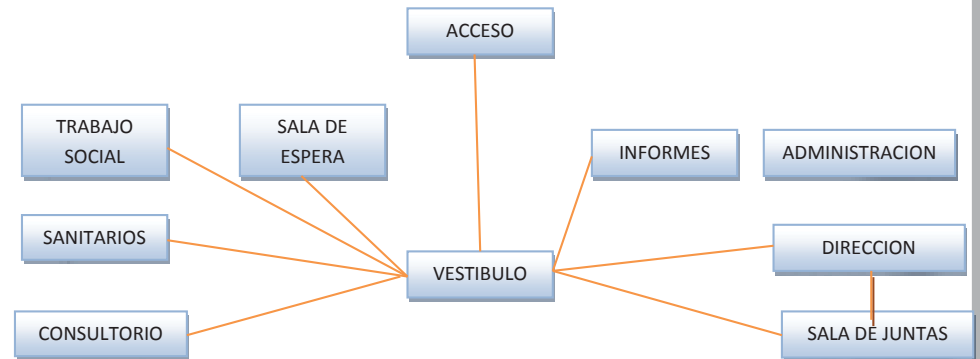 ACCESO
TRABAJO
SOCIAL
SALA DE
ESPERA
INFORMES
ADMINISTRACION
SANITARIOS
VESTIBULO
DIRECCION
CONSULTORIO
SALA DE JUNTAS